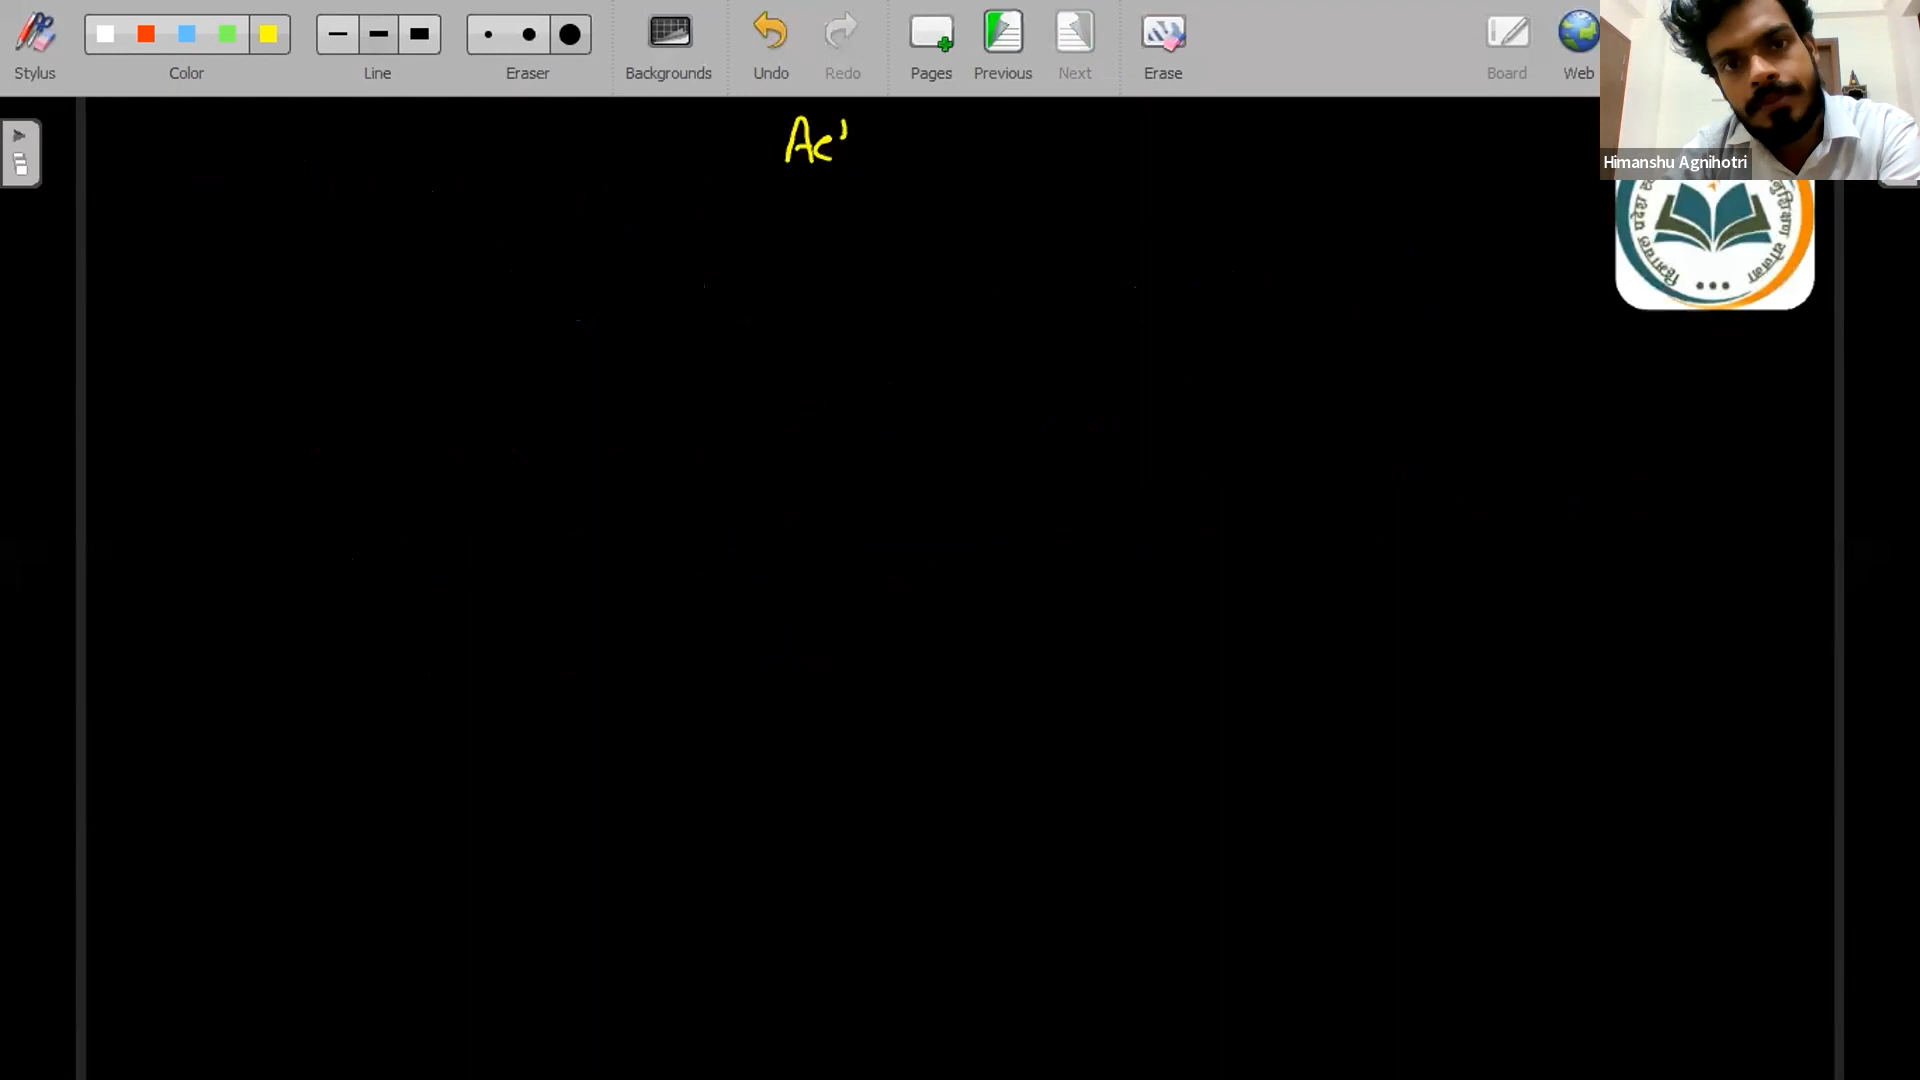 Stylus
Color
Line
Eraser
Backgrounds
Undo
Redo
Pages
Previous
Next
Erase
Board
Web
Himanshu Agnihotri
Ac'